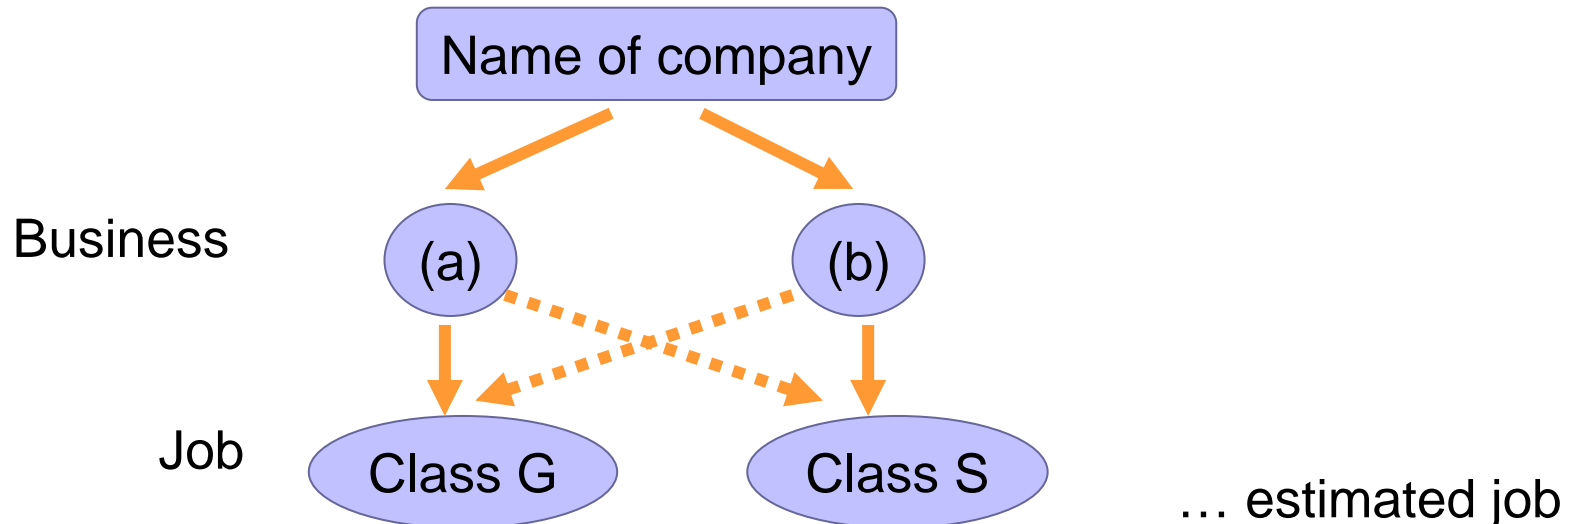 Name of company
Business
(a)
(b)
Job
Class G
Class S
… estimated job